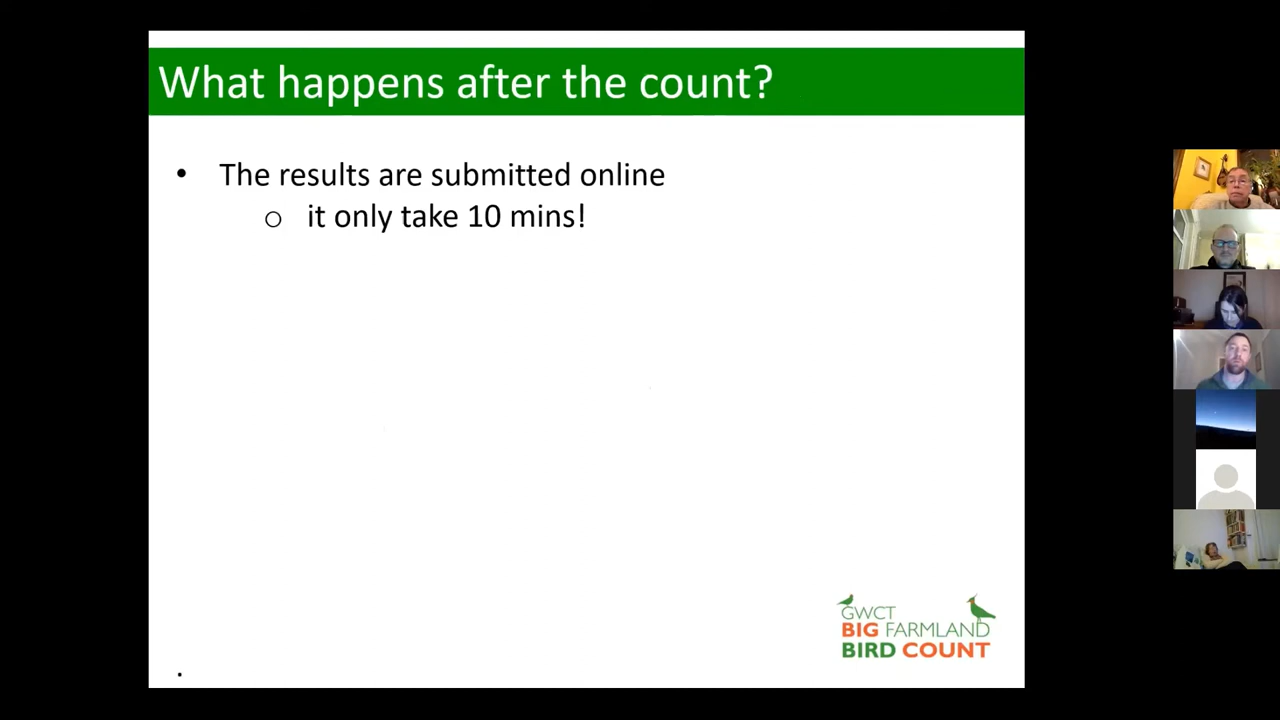 What happens after the count?
• The results are submitted online
o it only take 10 mins!
GWCT
BIG FARMLAND
BIRD COUNT
.